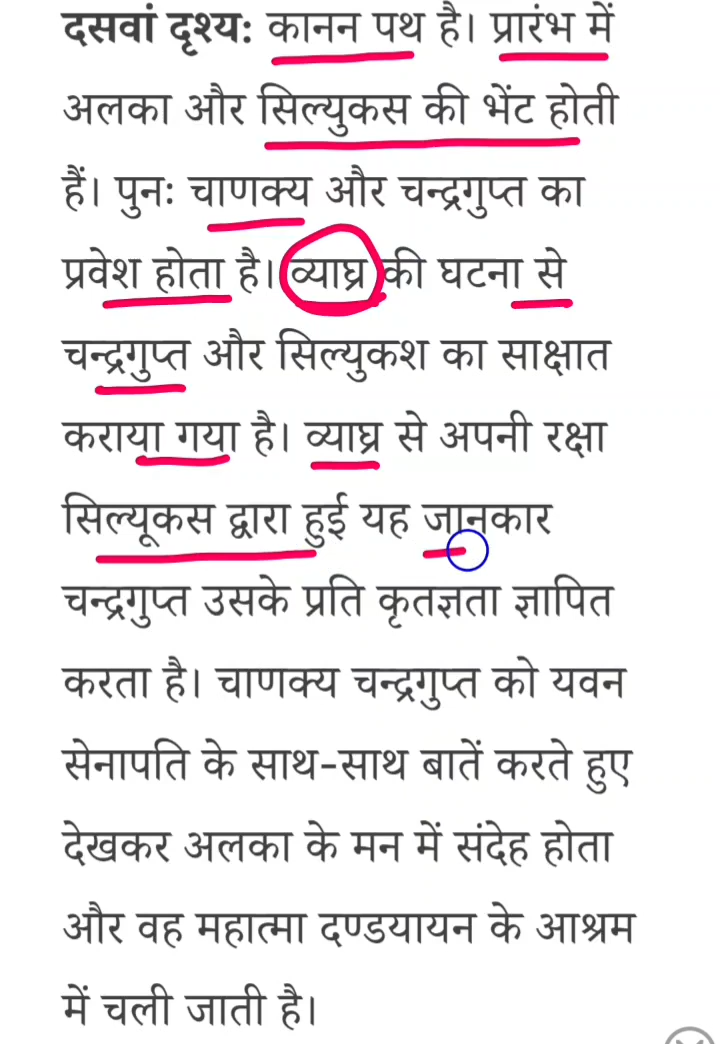 दसवां दृश्य: कानन पथ है। प्रारंभ में
अलका और सिल्युकस की भेंट होती
हैं। पुनः चाणक्य और चन्द्रगुप्त का
प्रवेश होता है। व्याघ्र की घटना से
चन्द्रगुप्त और सिल्युकश का साक्षात
कराया गया है। व्याघ्र से अपनी रक्षा
सिल्यूकस द्वारा हुई यह जानकार
चन्द्रगुप्त उसके प्रति कृतज्ञता ज्ञापित
करता है। चाणक्य चन्द्रगुप्त को यवन
सेनापति के साथ-साथ बातें करते हुए
देखकर अलका के मन में संदेह होता
और वह महात्मा दण्डयायन के आश्रम
में चली जाती है।